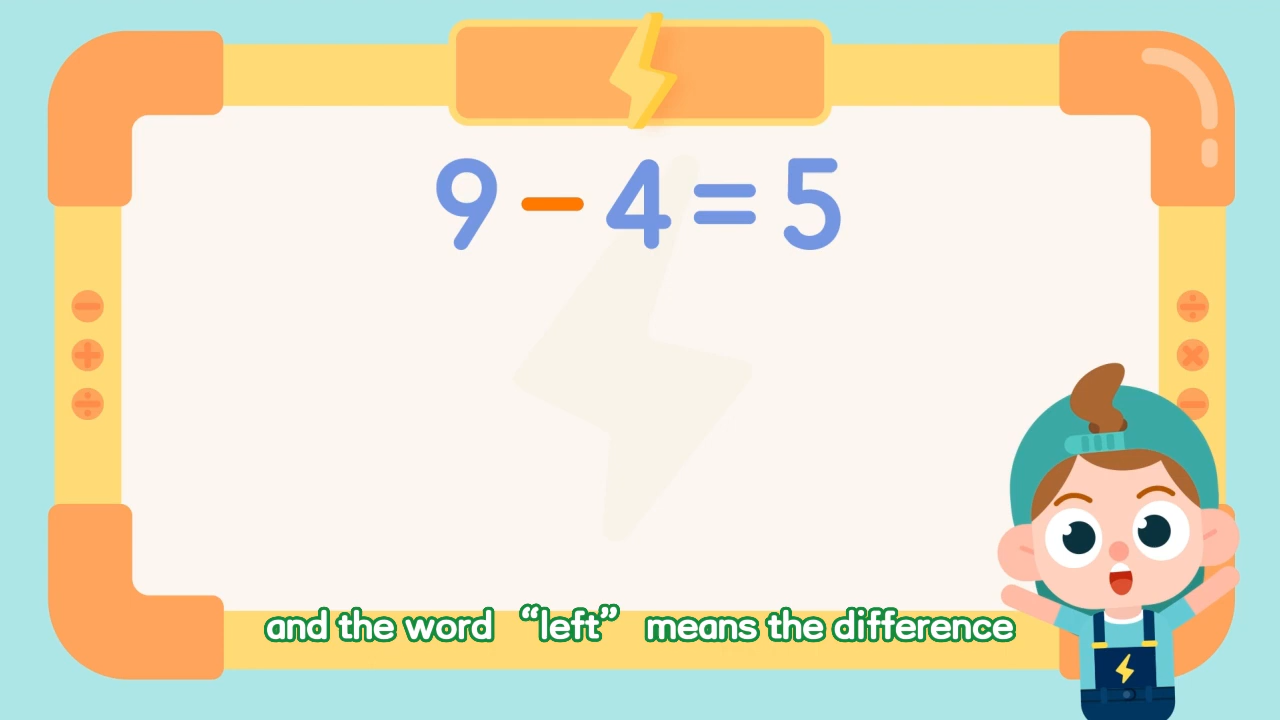 9-4=5
and the word “left” means the difference